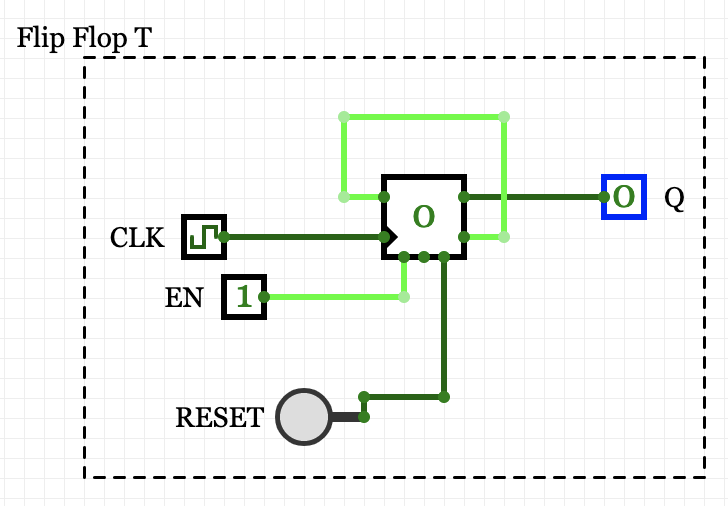 Flip Flop T
0
0
Q
CLK
EN
1
RESET